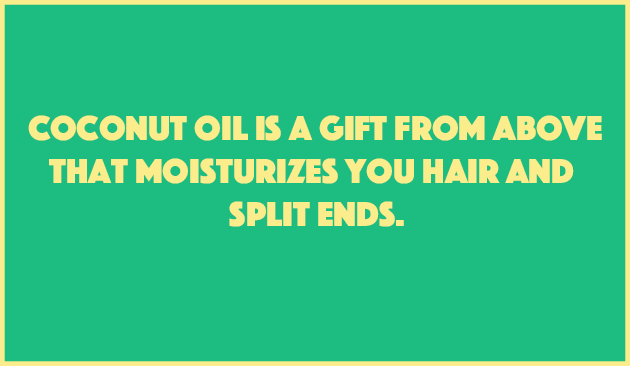 COCONUT OIL IS A GIFT FROM ABOVE
THAT MOISTURIZES YOU HAIR AND
SPLIT ENDS.